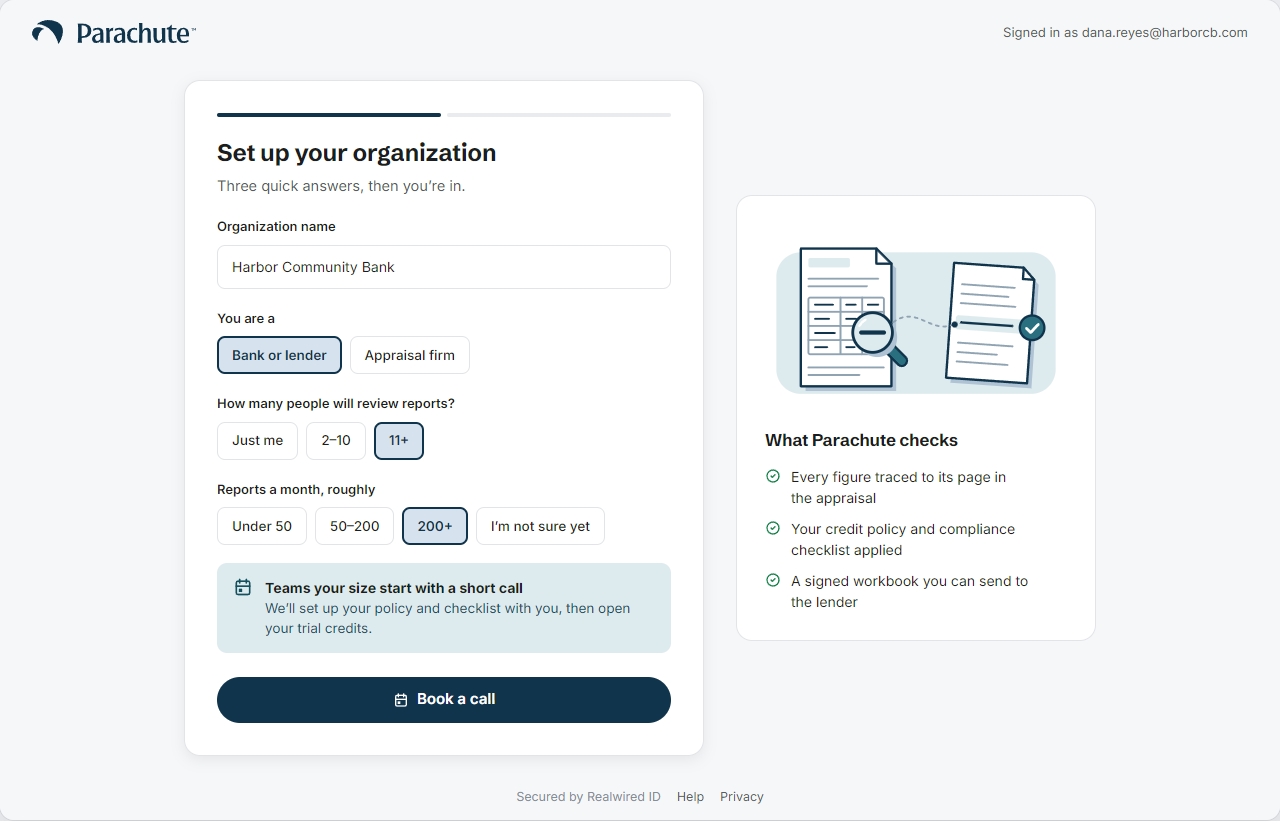 Parachute™
Signed in as dana.reyes@harborcb.com
Set up your organization
Three quick answers, then you’re in.
Organization name
Harbor Community Bank
You are a
Bank or lender
Appraisal firm
How many people will review reports?
Just me
2–10
11+
Reports a month, roughly
Under 50
50–200
200+
I’m not sure yet
Teams your size start with a short call
We’ll set up your policy and checklist with you, then open
your trial credits.
Book a call
What Parachute checks
Every figure traced to its page in
the appraisal
Your credit policy and compliance
checklist applied
A signed workbook you can send to
the lender
Secured by Realwired ID
Help
Privacy